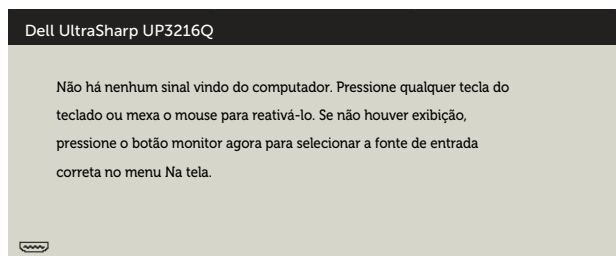 Dell UltraSharp UP3216Q
Não há nenhum sinal vindo do computador. Pressione qualquer tecla do
teclado ou mexa o mouse para reativá-lo. Se não houver exibição,
pressione o botão monitor agora para selecionar a fonte de entrada
correta no menu Na tela.